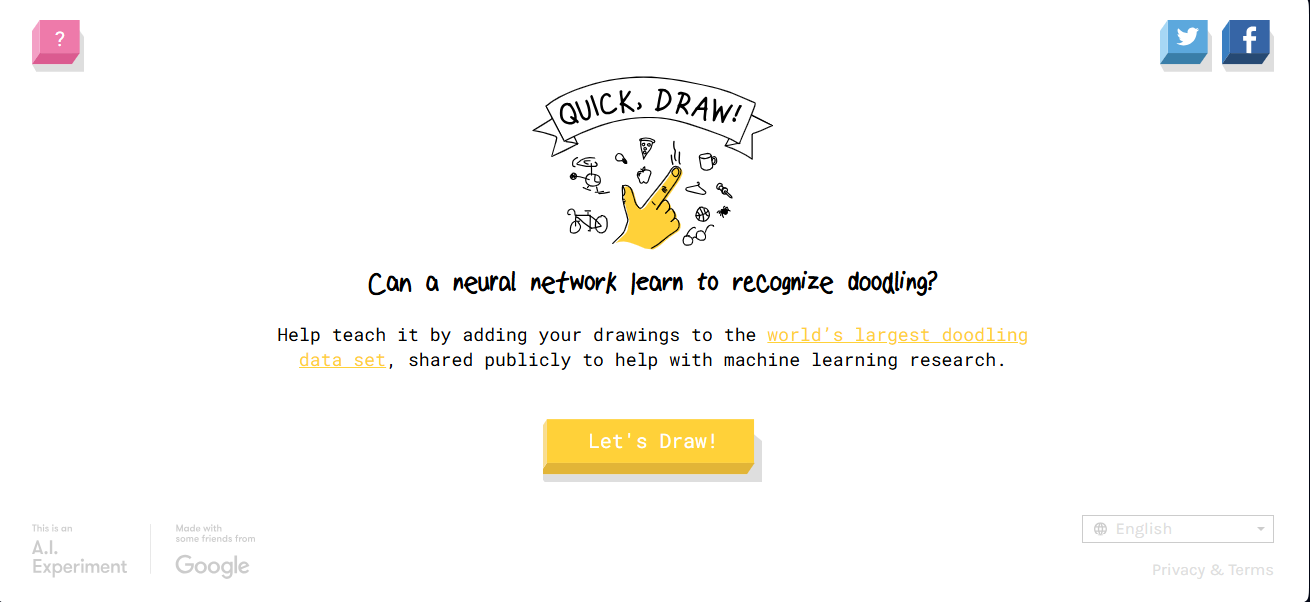 ?
QUICK, DRAW!
Can a neural network learn to recognize doodling?
Help teach it by adding your drawings to the world's largest doodling
data set, shared publicly to help with machine learning research.
Let's Draw!
This is an
A.I.
Experiment
Made with
some friends from
Google
English
Privacy & Terms